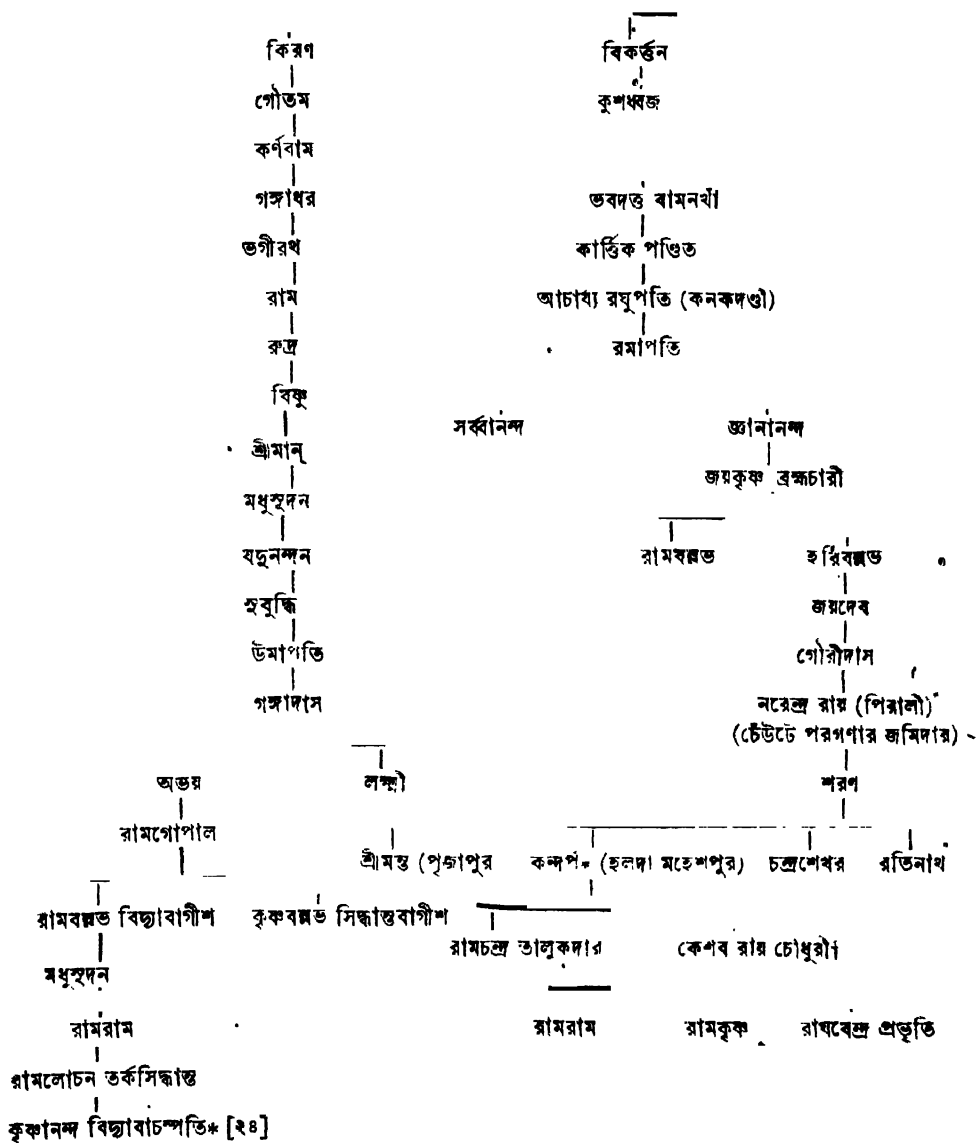 কিরণ বিকর্ত্তন
গৌতম কুশধ্বজ
কর্ণরাম
গঙ্গাধর ভবদত্ত বামনখাঁ
ভগীরথ কার্ত্তিক পণ্ডিত
রাম আচার্য্য রঘুপতি (কনকদণ্ডী)
রুদ্র রমাপতি
বিষ্ণু
সর্ব্বানন্দ জ্ঞানানন্দ
শ্রীমান্
জয়কৃষ্ণ ব্রহ্মচারী
মধুসূদন
যদুনন্দন রামবল্লভ হরিবল্লভ
সুবুদ্ধি জয়দেব
উমাপতি গৌরীদাস
গঙ্গাদাস নরেন্দ্র রায় (পিরালী)
(চেঁউটে পরগণার জমিদার)
অভয় লক্ষ্মী শরণ
রামগোপাল
শ্রীমন্ত (পৃজাপুর কন্দর্প* (হলদা মহেশপুর) চন্দ্রশেখর রতিনাথ
রামবল্লভ বিদ্যাবাগীশ কৃষ্ণবল্লভ সিদ্ধান্তবাগীশ
রামচন্দ্র তালুকদার কেশব রায় চৌধুরী
মধুসূদন
রামরাম রামরাম রামকৃষ্ণ রাঘবেন্দ্র প্রভৃতি
রামলোচন তর্কসিদ্ধান্ত
কৃষ্ণানন্দ বিদ্যাবাচস্পতি* [২৪]